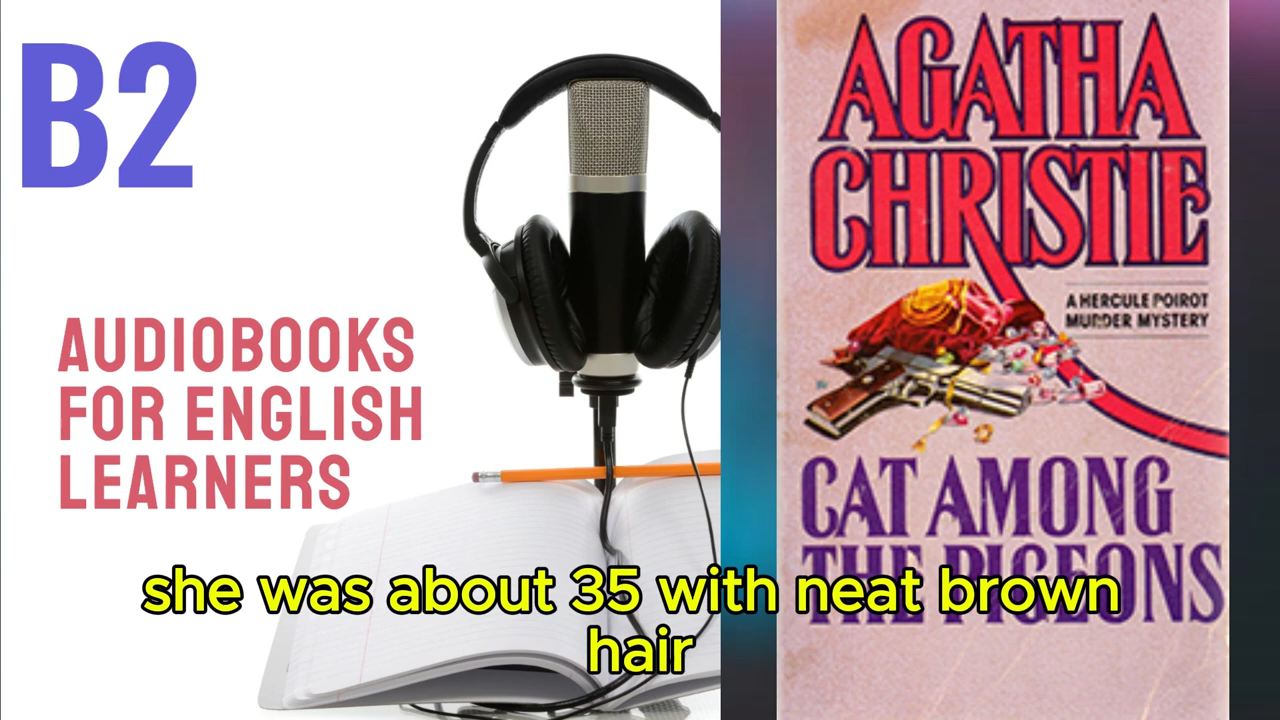 B2
AUDIOBOOKS
FOR ENGLISH
LEARNERS
AGATHA
CHRISTIE
A HERCULE POIROT
MURDER MYSTERY
CAT AMONG
THE PIGEONS
she was about 35 with neat brown
hair